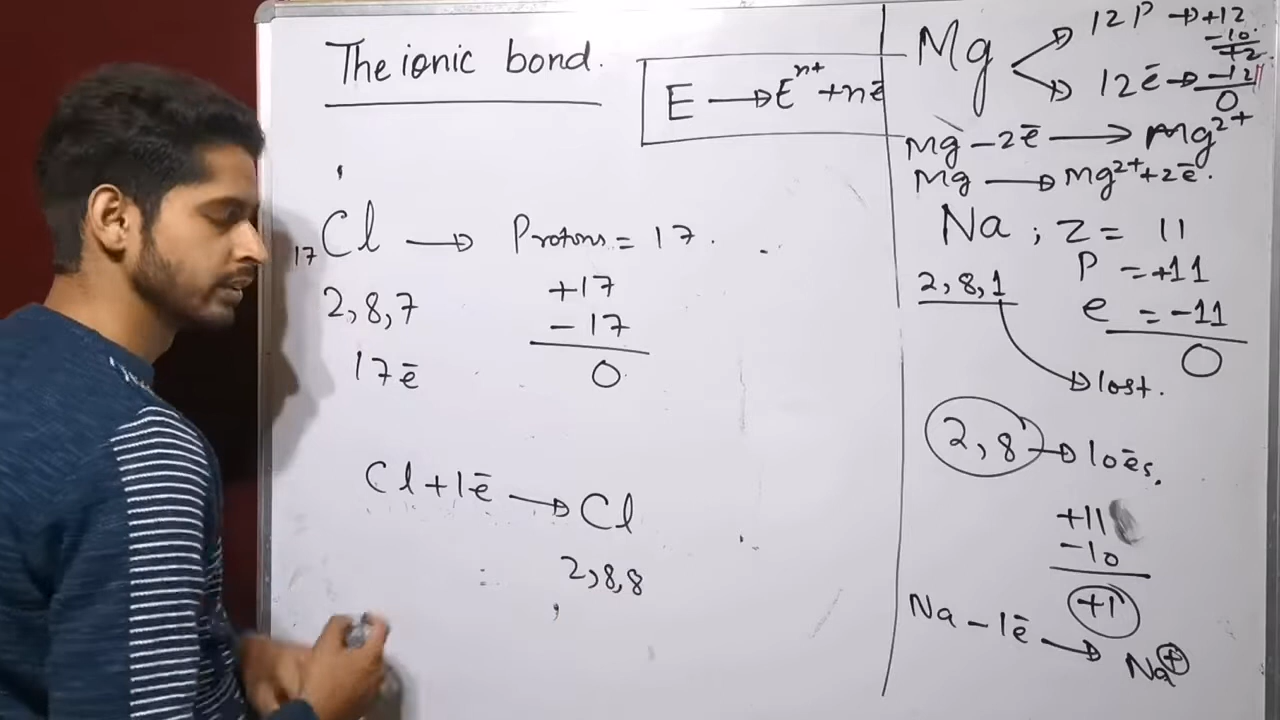 The ionic bond.
E → Eⁿ⁺ + nē
₁₇Cl → Protons = 17.
2,8,7
17ē
+17
-17
0
Cl + 1ē → Cl
2,8,8
Mg
12P → +12
-10
+2
12ē → -12
0
Mg - 2ē → Mg²⁺
Mg → Mg²⁺ + 2ē.
Na ; Z = 11
2,8,1
P = +11
e = -11
0
lost.
2,8 → 10ēs.
+11
-10
+1
Na - 1ē → Na⁺